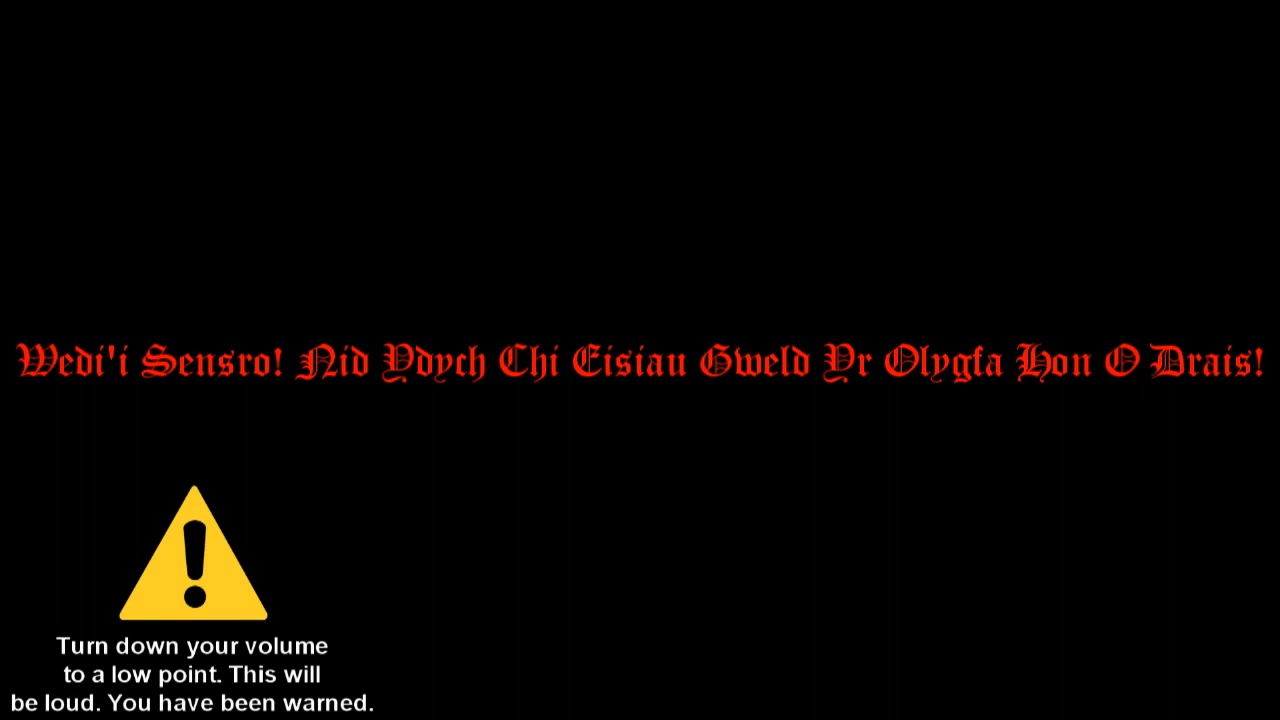 Wedi'i Sensro! Nid Ydych Chi Eisiau Gweld Yr Olygfa Hon O Drais!
Turn down your volume
to a low point. This will
be loud. You have been warned.